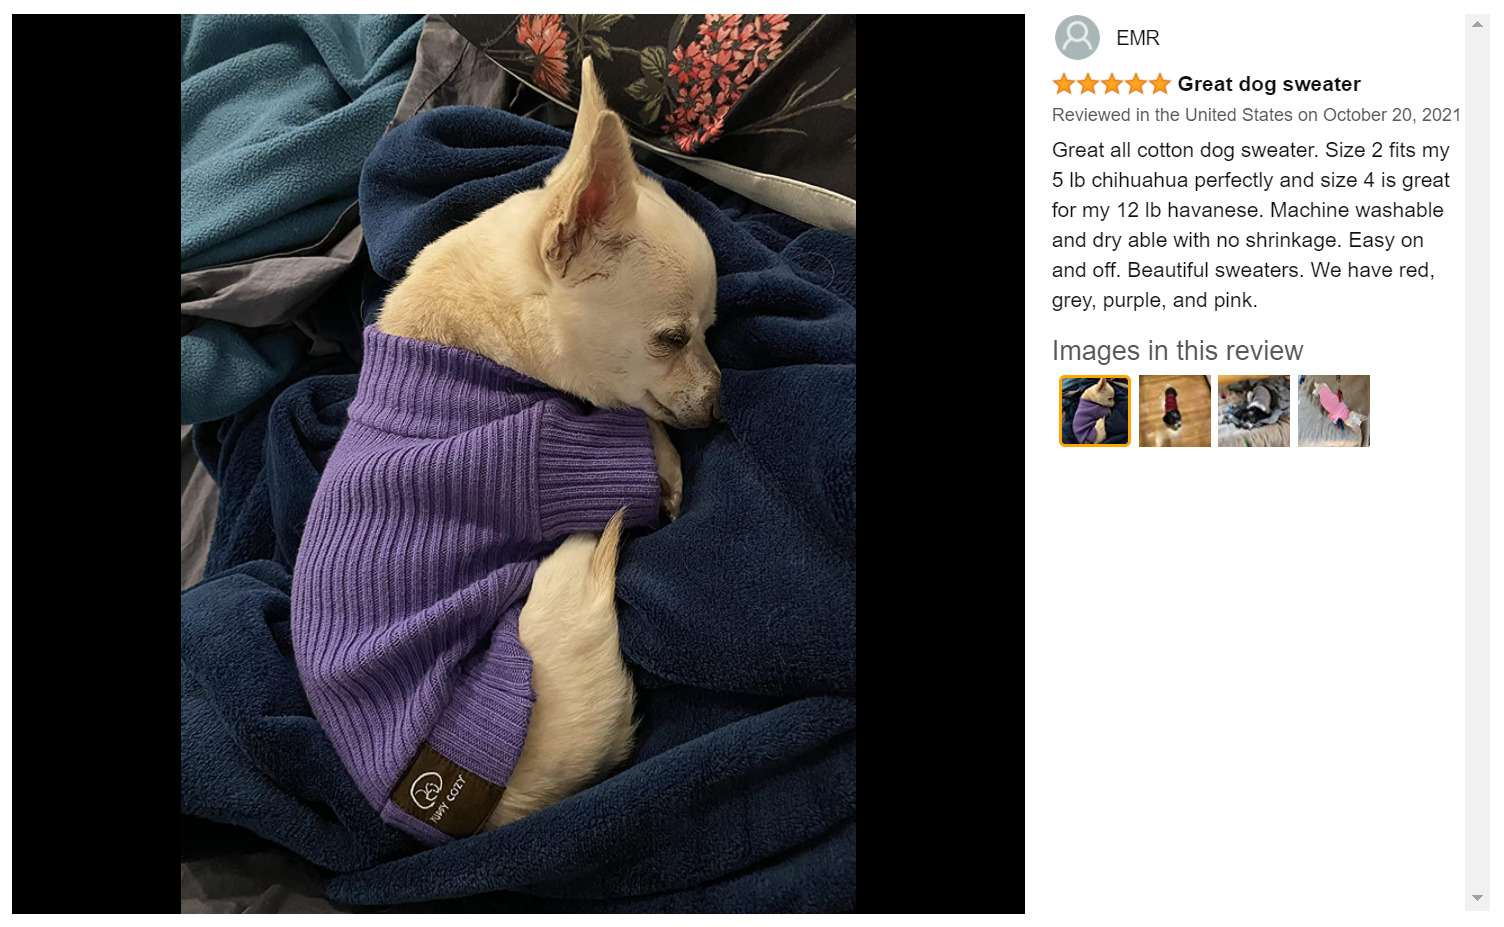 EMR
Great dog sweater
Reviewed in the United States on October 20, 2021
Great all cotton dog sweater. Size 2 fits my
5 lb chihuahua perfectly and size 4 is great
for my 12 lb havanese. Machine washable
and dry able with no shrinkage. Easy on
and off. Beautiful sweaters. We have red,
grey, purple, and pink.
Images in this review
PUPPY COZY